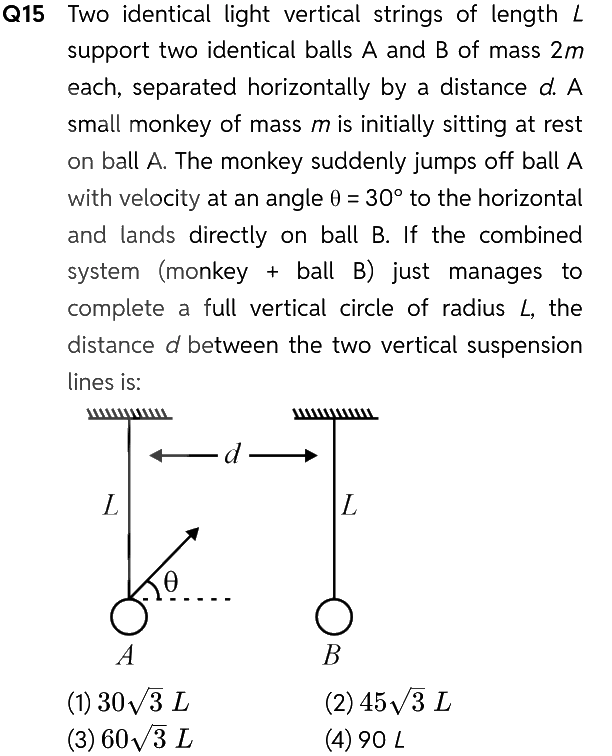 Q15 Two identical light vertical strings of length L
support two identical balls A and B of mass 2m
each, separated horizontally by a distance d. A
small monkey of mass m is initially sitting at rest
on ball A. The monkey suddenly jumps off ball A
with velocity at an angle θ = 30° to the horizontal
and lands directly on ball B. If the combined
system (monkey + ball B) just manages to
complete a full vertical circle of radius L, the
distance d between the two vertical suspension
lines is:
d
L L
θ
A B
(1) 30√3 L (2) 45√3 L
(3) 60√3 L (4) 90 L